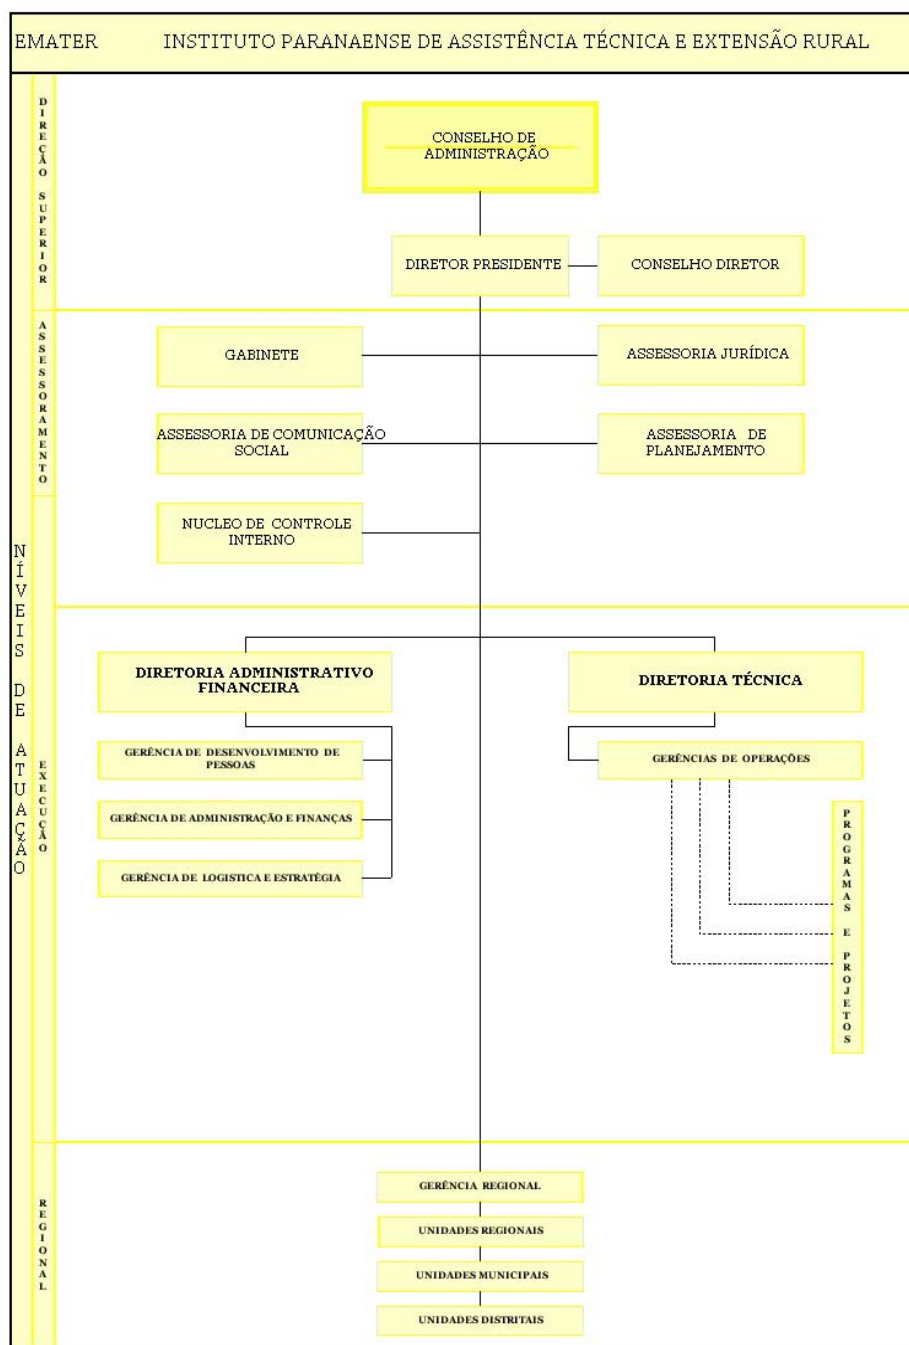 EMATER INSTITUTO PARANAENSE DE ASSISTÊNCIA TÉCNICA E EXTENSÃO RURAL
NÍVEIS DE ATUAÇÃO
DIREÇÃO SUPERIOR
CONSELHO DE
ADMINISTRAÇÃO
DIRETOR PRESIDENTE
CONSELHO DIRETOR
ASSESSORAMENTO
GABINETE
ASSESSORIA JURÍDICA
ASSESSORIA DE COMUNICAÇÃO
SOCIAL
ASSESSORIA DE
PLANEJAMENTO
NUCLEO DE CONTROLE
INTERNO
EXECUÇÃO
DIRETORIA ADMINISTRATIVO
FINANCEIRA
DIRETORIA TÉCNICA
GERÊNCIA DE DESENVOLVIMENTO DE
PESSOAS
GERÊNCIA DE ADMINISTRAÇÃO E FINANÇAS
GERÊNCIA DE LOGISTICA E ESTRATÉGIA
GERÊNCIAS DE OPERAÇÕES
PROGRAMAS E PROJETOS
REGIONAL
GERÊNCIA REGIONAL
UNIDADES REGIONAIS
UNIDADES MUNICIPAIS
UNIDADES DISTRITAIS